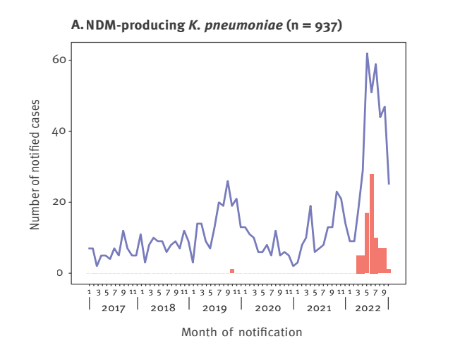 A. NDM-producing K. pneumoniae (n = 937)
Number of notified cases
60
40
20
0
1 3 5 7 9 11 1 3 5 7 9 11 1 3 5 7 9 11 1 3 5 7 9 11 1 3 5 7 9 11 1 3 5 7 9
2017 2018 2019 2020 2021 2022
Month of notification